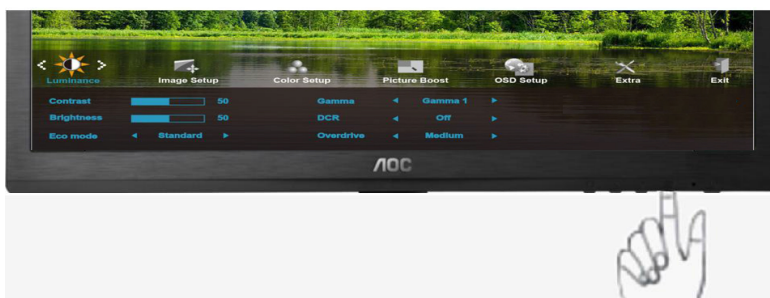 < Luminance > Image Setup Color Setup Picture Boost OSD Setup Extra Exit
Contrast 50 Gamma Gamma 1
Brightness 50 DCR Off
Eco mode Standard Overdrive Medium
AOC